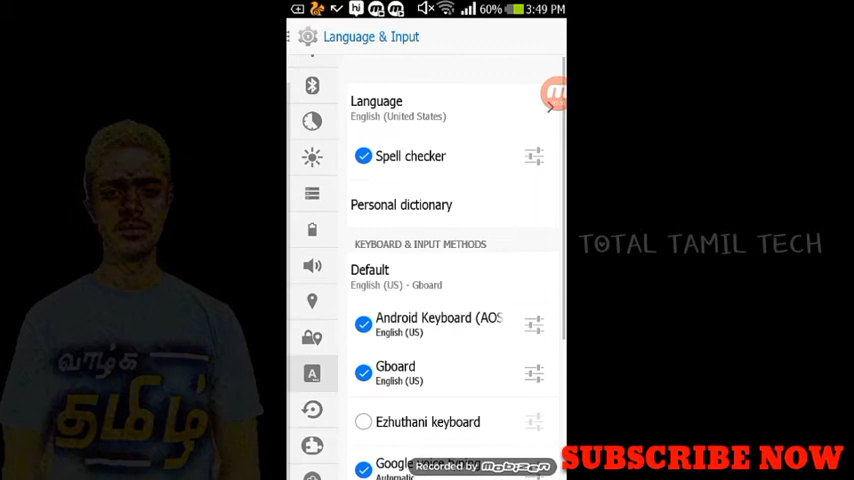 60% 3:49 PM
Language & Input
Language
English (United States)
Spell checker
Personal dictionary
KEYBOARD & INPUT METHODS
Default
English (US) - Gboard
Android Keyboard (AOS
English (US)
Gboard
English (US)
Ezhuthani keyboard
Google voice typing
Automatic
Recorded by mobizen
TOTAL TAMIL TECH
வாழ்க
தமிழ்
SUBSCRIBE NOW